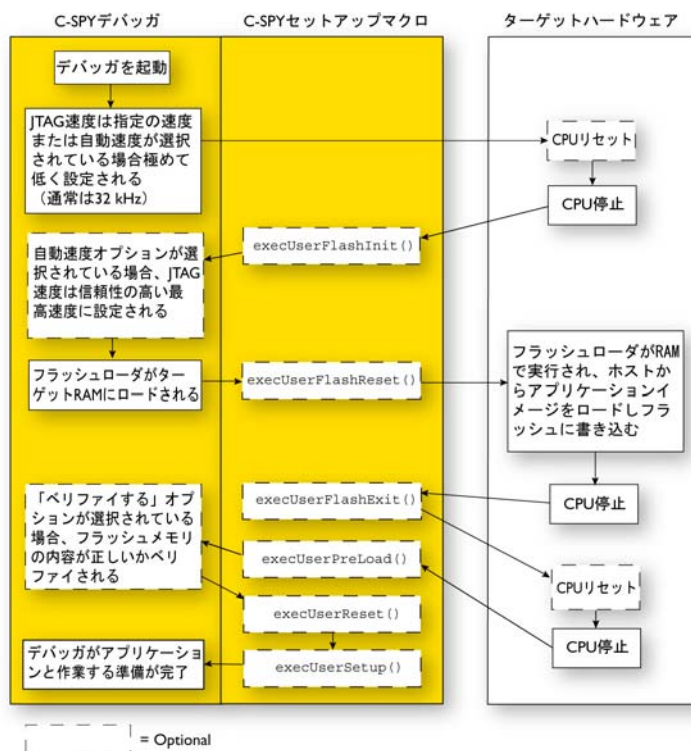 C-SPYデバッガ
C-SPYセットアップマクロ
ターゲットハードウェア
デバッガを起動
JTAG速度は指定の速度
または自動速度が選択
されている場合極めて
低く設定される
（通常は32 kHz）
CPUリセット
CPU停止
execUserFlashInit()
自動速度オプションが選
択されている場合、JTAG
速度は信頼性の高い最
高速度に設定される
フラッシュローダがター
ゲットRAMにロードされる
execUserFlashReset()
フラッシュローダがRAM
で実行され、ホストか
らアプリケーションイ
メージをロードしフラッ
シュに書き込む
CPU停止
execUserFlashExit()
「ベリファイする」オプ
ションが選択されている
場合、フラッシュメモリ
の内容が正しいかベリ
ファイされる
execUserPreLoad()
CPUリセット
execUserReset()
CPU停止
デバッガがアプリケーショ
ンと作業する準備が完了
execUserSetup()
= Optional